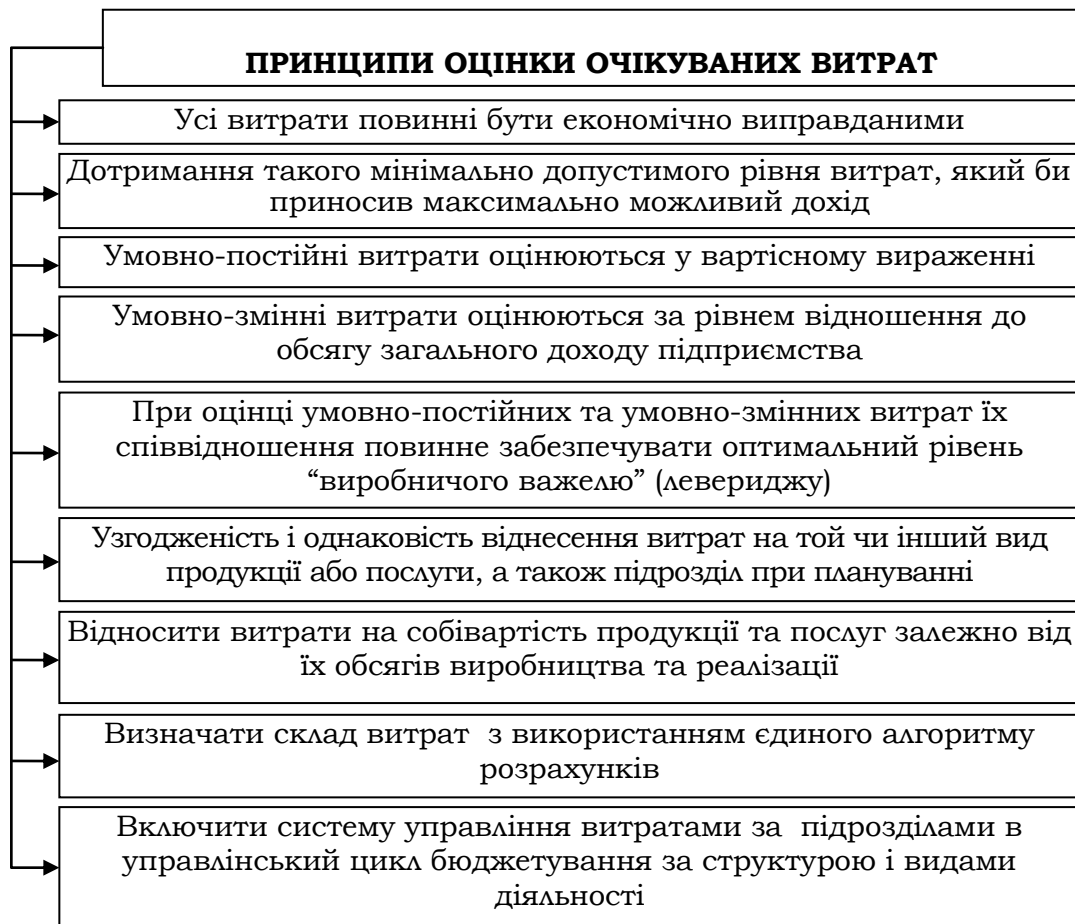 ПРИНЦИПИ ОЦІНКИ ОЧІКУВАНИХ ВИТРАТ
Усі витрати повинні бути економічно виправданими
Дотримання такого мінімально допустимого рівня витрат, який би
приносив максимально можливий дохід
Умовно-постійні витрати оцінюються у вартісному вираженні
Умовно-змінні витрати оцінюються за рівнем відношення до
обсягу загального доходу підприємства
При оцінці умовно-постійних та умовно-змінних витрат їх
співвідношення повинне забезпечувати оптимальний рівень
“виробничого важелю” (левериджу)
Узгодженість і однаковість віднесення витрат на той чи інший вид
продукції або послуги, а також підрозділ при плануванні
Відносити витрати на собівартість продукції та послуг залежно від
їх обсягів виробництва та реалізації
Визначати склад витрат з використанням єдиного алгоритму
розрахунків
Включити систему управління витратами за підрозділами в
управлінський цикл бюджетування за структурою і видами
діяльності